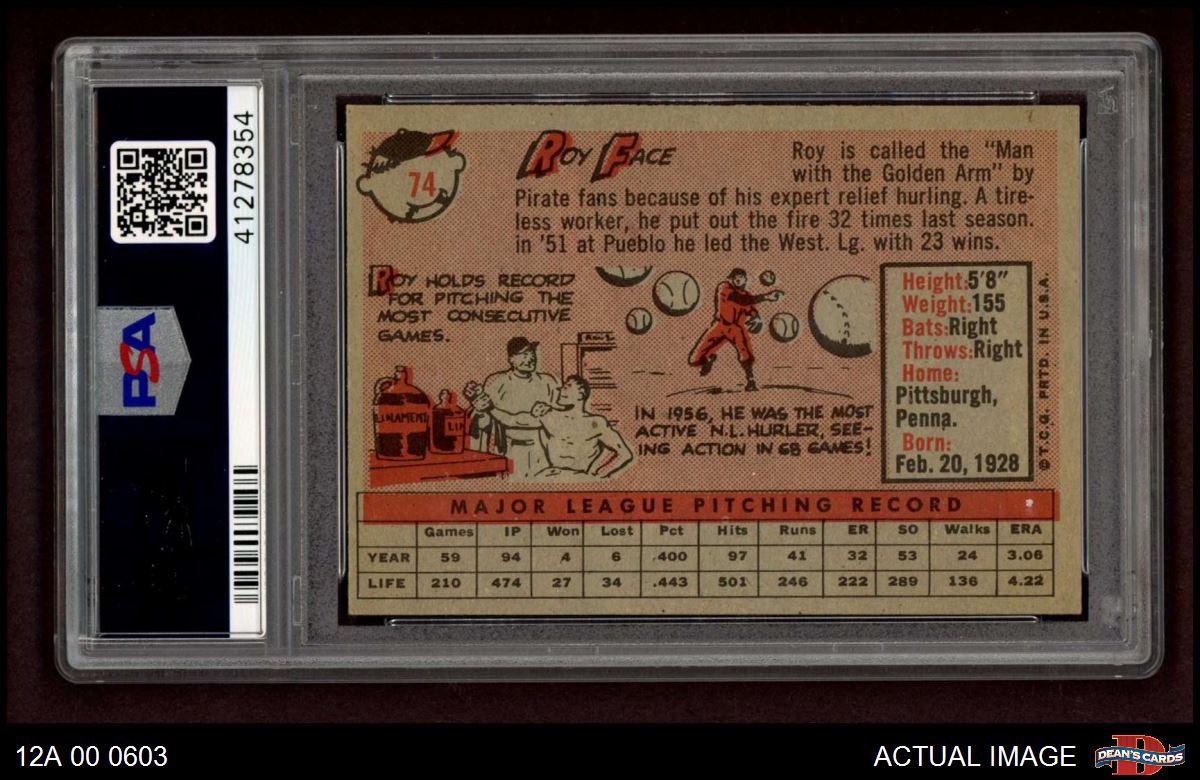 41278354
PSA
74
ROY FACE
Roy is called the "Man
with the Golden Arm" by
Pirate fans because of his expert relief hurling. A tire-
less worker, he put out the fire 32 times last season.
in '51 at Pueblo he led the West. Lg. with 23 wins.
ROY HOLDS RECORD
FOR PITCHING THE
MOST CONSECUTIVE
GAMES.
LINAMENT
LIN
IN 1956, HE WAS THE MOST
ACTIVE N.L. HURLER, SEE-
ING ACTION IN 68 GAMES!
Height: 5'8"
Weight: 155
Bats: Right
Throws: Right
Home:
Pittsburgh,
Penna.
Born:
Feb. 20, 1928
© T.C.G. PRTD. IN U.S.A.
MAJOR LEAGUE PITCHING RECORD
Games IP Won Lost Pct Hits Runs ER SO Walks ERA
YEAR 59 94 4 6 .400 97 41 32 53 24 3.06
LIFE 210 474 27 34 .443 501 246 222 289 136 4.22
12A 00 0603
ACTUAL IMAGE
DEAN'S CARDS